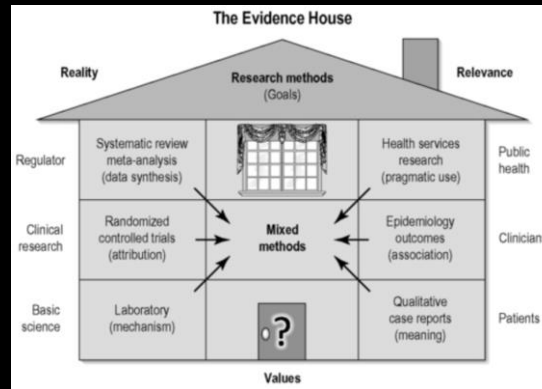 The Evidence House
Reality
Relevance
Research methods
(Goals)
Regulator
Systematic review
meta-analysis
(data synthesis)
Health services
research
(pragmatic use)
Public
health
Clinical
research
Randomized
controlled trials
(attribution)
Mixed
methods
Epidemiology
outcomes
(association)
Clinician
Basic
science
Laboratory
(mechanism)
?
Qualitative
case reports
(meaning)
Patients
Values